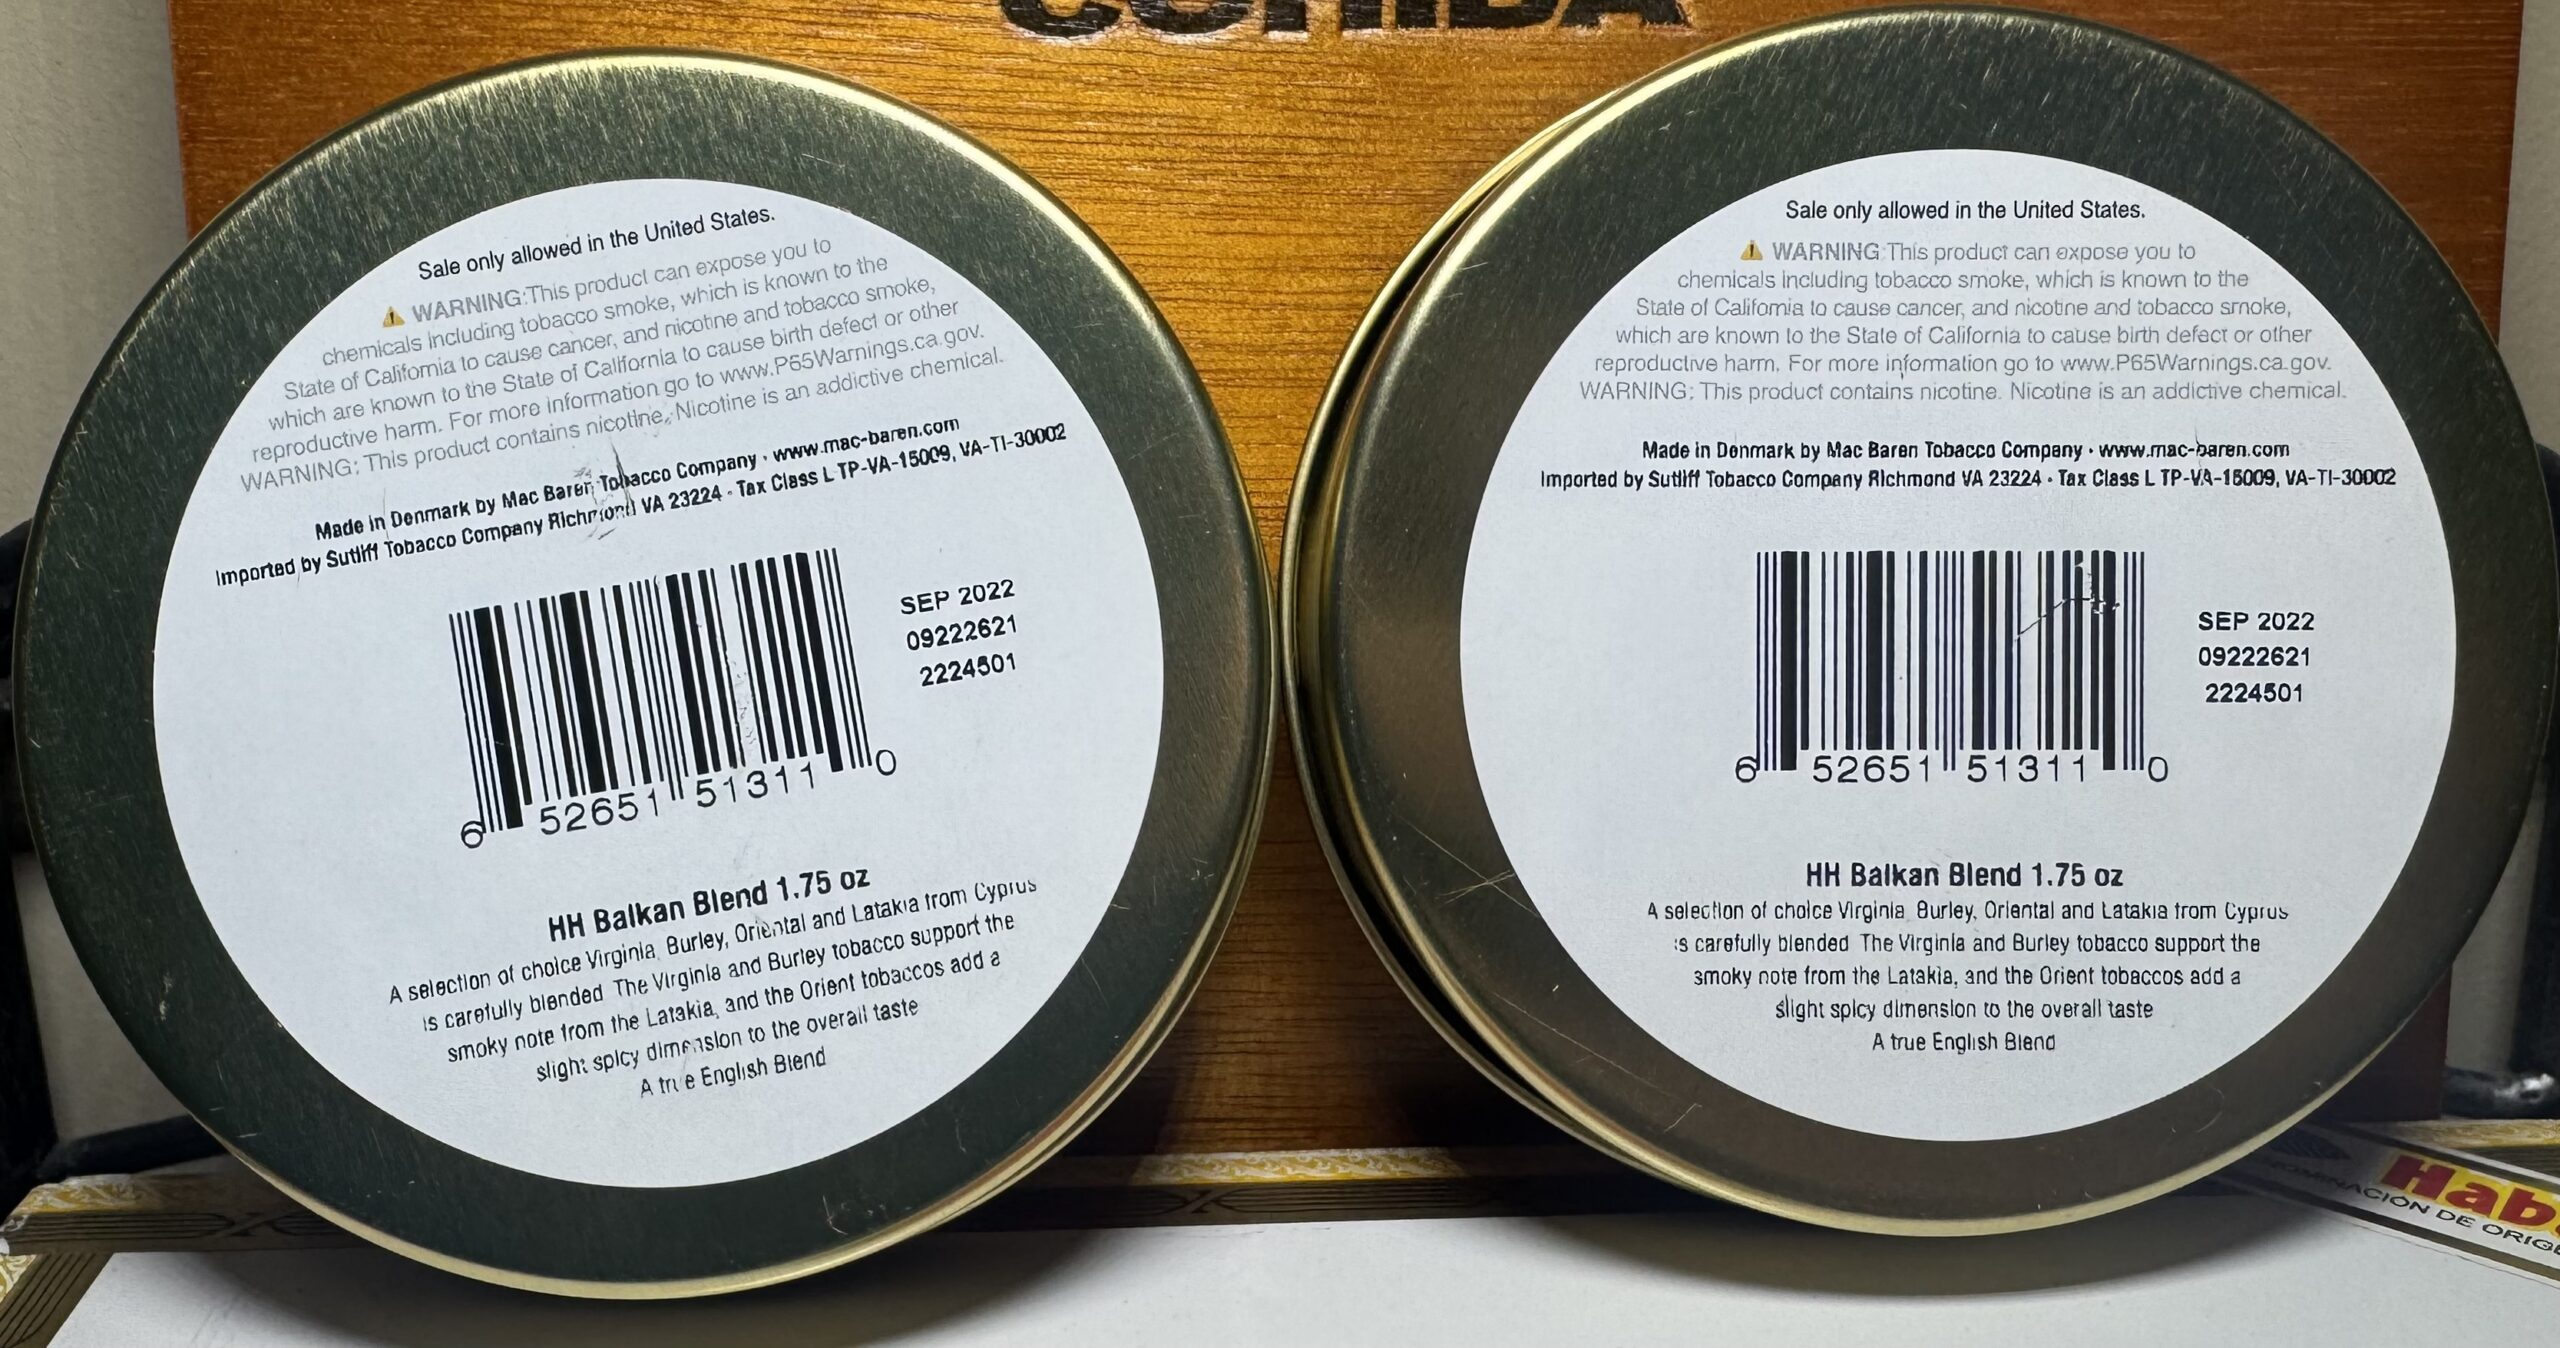 Sale only allowed in the United States.
⚠ WARNING:This product can expose you to
chemicals including tobacco smoke, which is known to the
State of California to cause cancer, and nicotine and tobacco smoke,
which are known to the State of California to cause birth defect or other
reproductive harm. For more information go to www.P65Warnings.ca.gov.
WARNING: This product contains nicotine. Nicotine is an addictive chemical.
Made in Denmark by Mac Baren Tobacco Company · www.mac-baren.com
Imported by Sutliff Tobacco Company Richmond VA 23224 · Tax Class L TP-VA-15009, VA-TI-30002
SEP 2022
09222621
2224501
6 52651 51311 0
HH Balkan Blend 1.75 oz
A selection of choice Virginia, Burley, Oriental and Latakia from Cyprus
is carefully blended The Virginia and Burley tobacco support the
smoky note from the Latakia, and the Orient tobaccos add a
slight spicy dimension to the overall taste
A true English Blend
Sale only allowed in the United States.
⚠ WARNING:This product can expose you to
chemicals including tobacco smoke, which is known to the
State of California to cause cancer, and nicotine and tobacco smoke,
which are known to the State of California to cause birth defect or other
reproductive harm. For more information go to www.P65Warnings.ca.gov.
WARNING: This product contains nicotine. Nicotine is an addictive chemical.
Made in Denmark by Mac Baren Tobacco Company · www.mac-baren.com
Imported by Sutliff Tobacco Company Richmond VA 23224 · Tax Class L TP-VA-15009, VA-TI-30002
SEP 2022
09222621
2224501
6 52651 51311 0
HH Balkan Blend 1.75 oz
A selection of choice Virginia Burley, Oriental and Latakia from Cyprus
is carefully blended The Virginia and Burley tobacco support the
smoky note from the Latakia, and the Orient tobaccos add a
slight spicy dimension to the overall taste
A true English Blend
DE